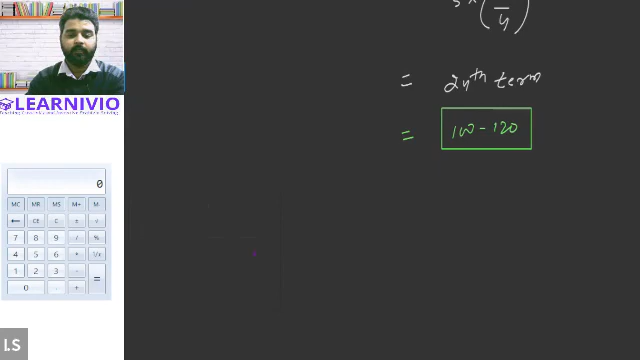 4
= 24th term
LEARNIVIO
= 100 - 120
0
MC MR MS M+ M-
← CE C ± √
7 8 9 / %
4 5 6 * 1/x
1 2 3 - =
0 . +
I.S